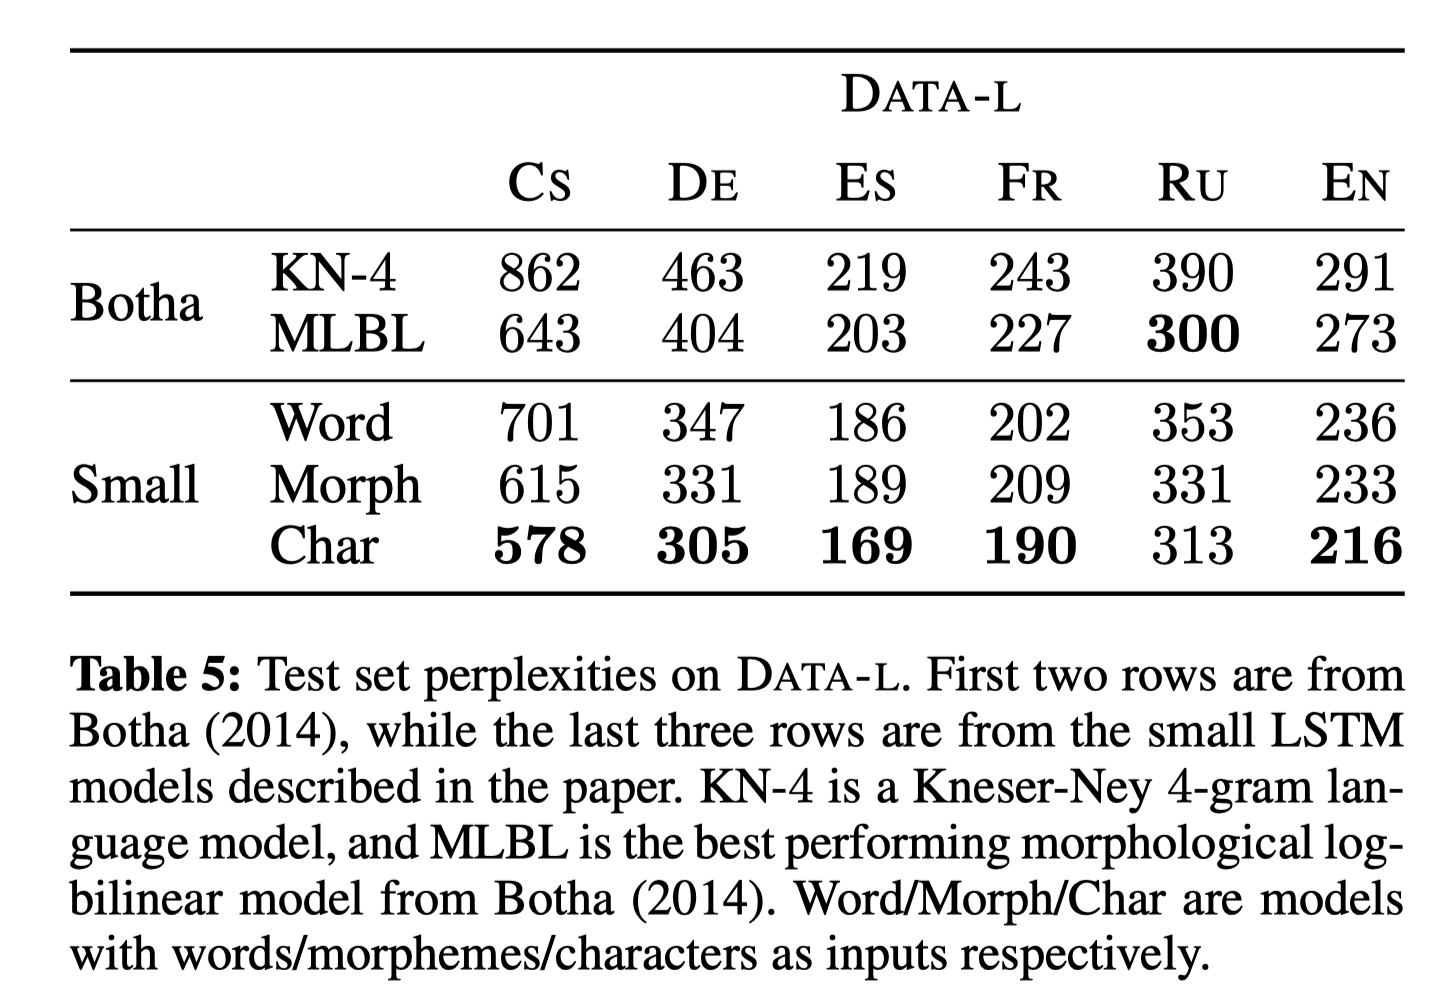 DATA-L
CS DE ES FR RU EN
Botha KN-4 862 463 219 243 390 291
MLBL 643 404 203 227 300 273
Small Word 701 347 186 202 353 236
Morph 615 331 189 209 331 233
Char 578 305 169 190 313 216
Table 5: Test set perplexities on DATA-L. First two rows are from
Botha (2014), while the last three rows are from the small LSTM
models described in the paper. KN-4 is a Kneser-Ney 4-gram lan-
guage model, and MLBL is the best performing morphological log-
bilinear model from Botha (2014). Word/Morph/Char are models
with words/morphemes/characters as inputs respectively.